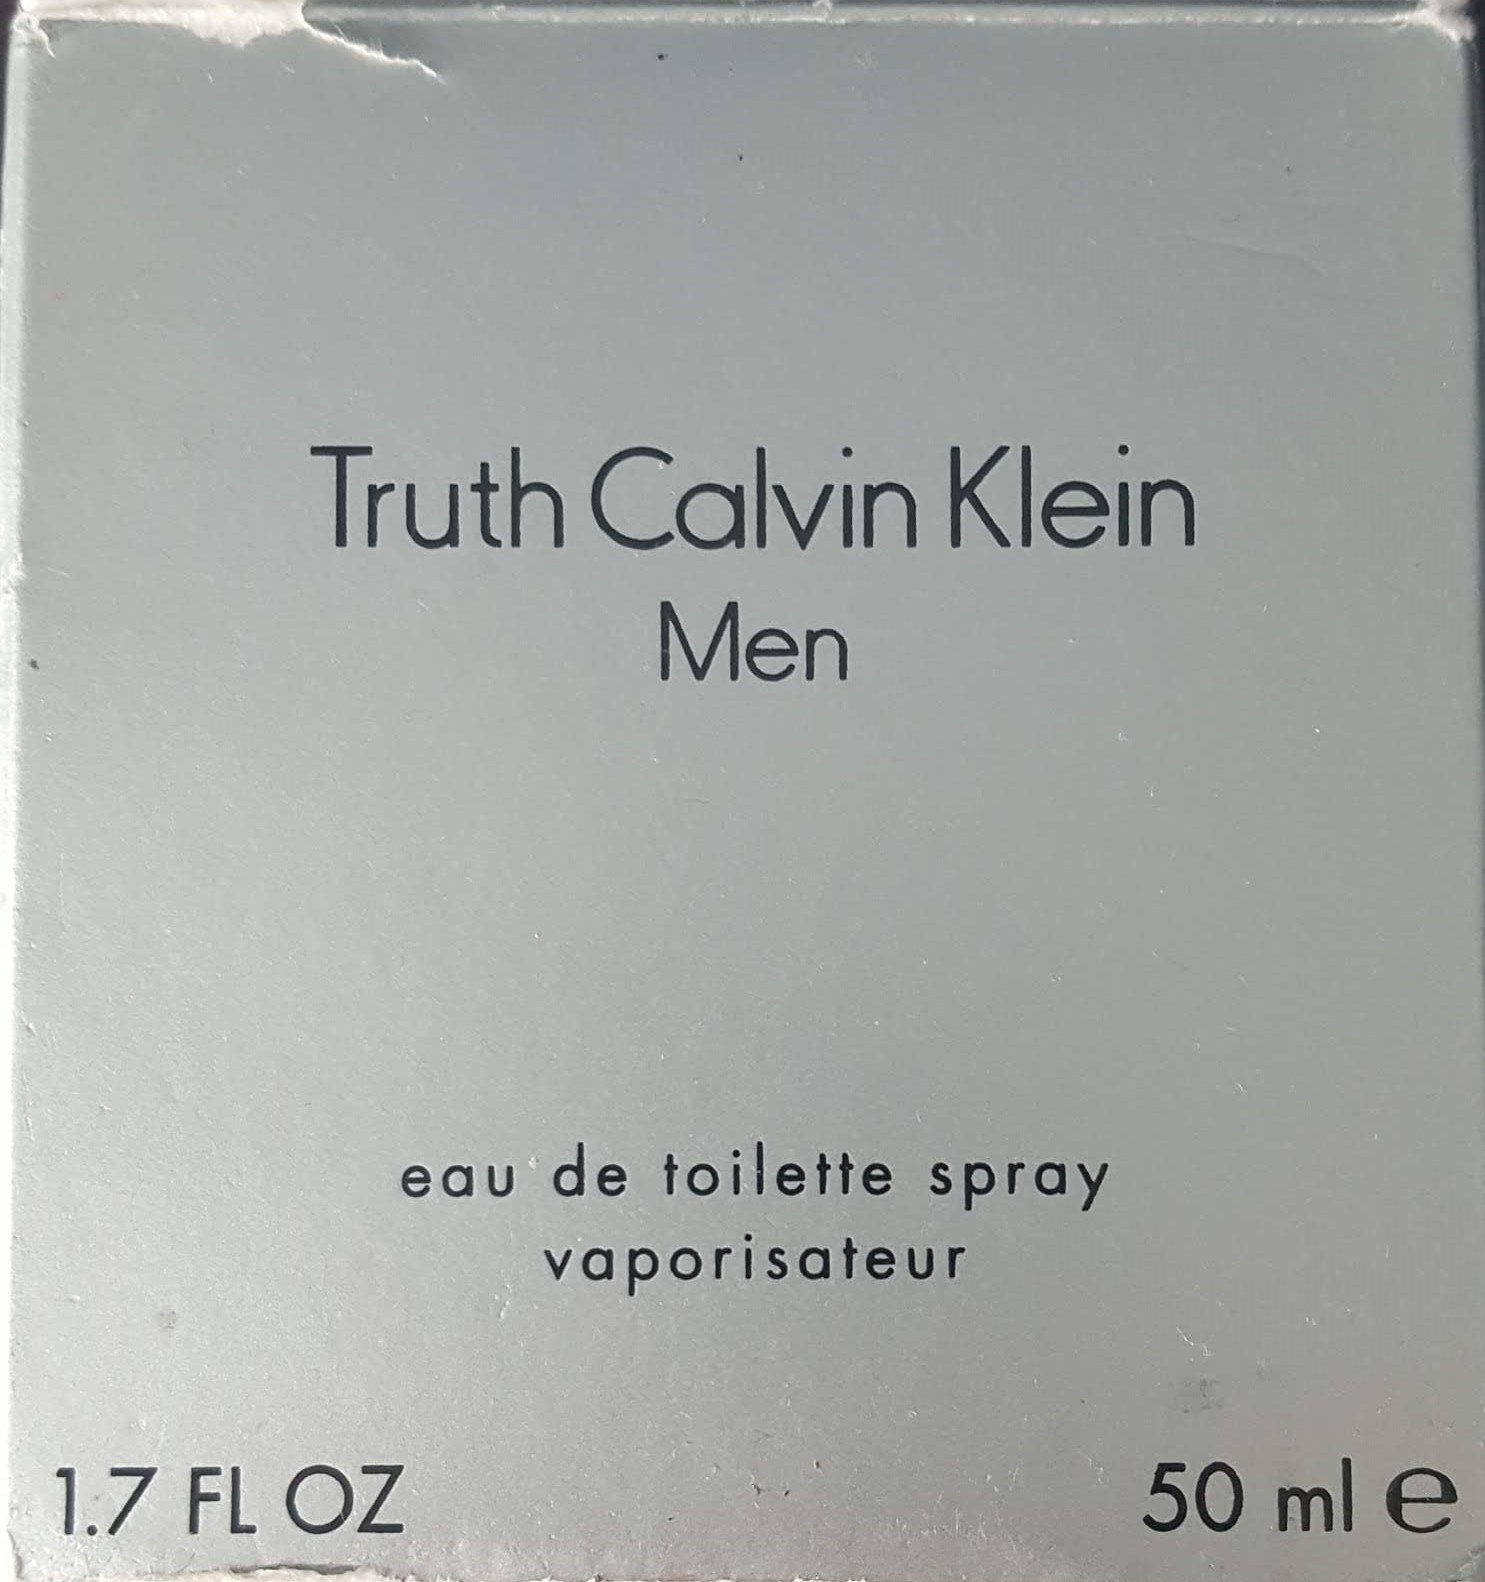 Truth Calvin Klein
Men
eau de toilette spray
vaporisateur
1.7 FL OZ
50 ml ℮